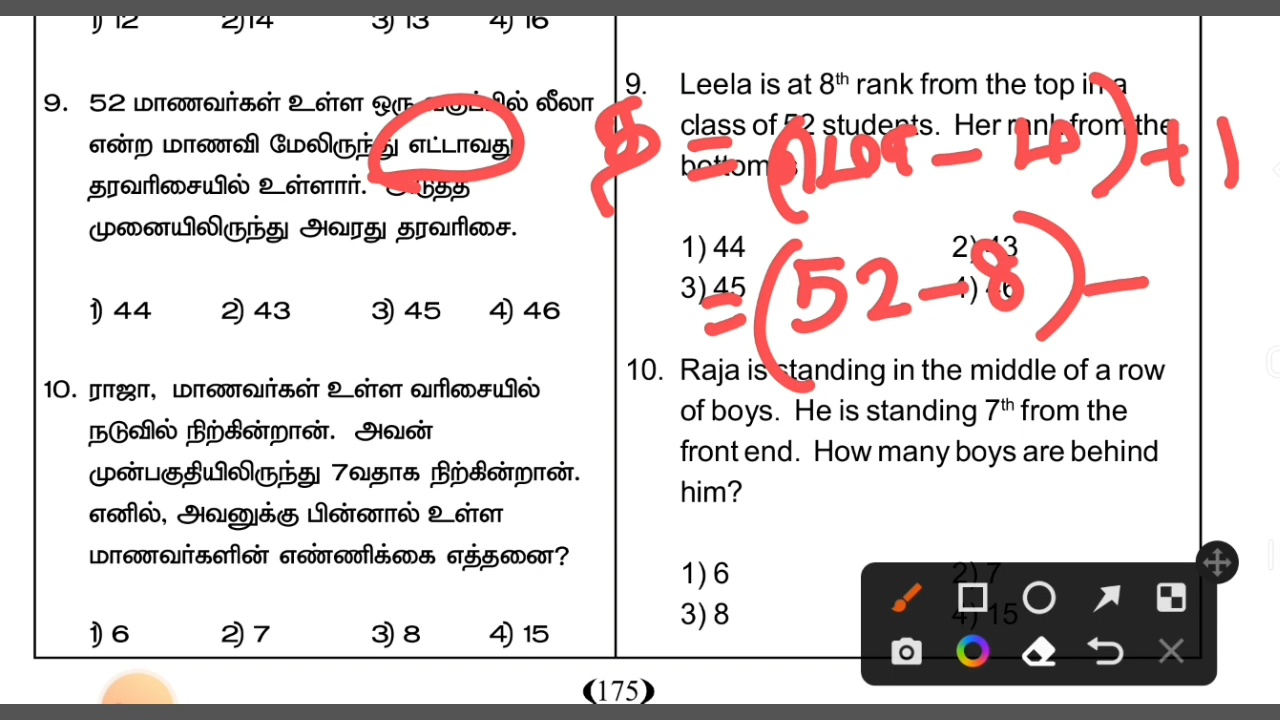 1) 12 2)14 3) 13 4) 16
9. 52 மாணவர்கள் உள்ள ஒரு வகுப்பில் லீலா
என்ற மாணவி மேலிருந்து எட்டாவது
தரவரிசையில் உள்ளார். அடுத்த
முனையிலிருந்து அவரது தரவரிசை.
1) 44 2) 43 3) 45 4) 46
10. ராஜா, மாணவர்கள் உள்ள வரிசையில்
நடுவில் நிற்கின்றான். அவன்
முன்பகுதியிலிருந்து 7வதாக நிற்கின்றான்.
எனில், அவனுக்கு பின்னால் உள்ள
மாணவர்களின் எண்ணிக்கை எத்தனை?
1) 6 2) 7 3) 8 4) 15
9. Leela is at 8th rank from the top in a
class of 52 students. Her rank from the
bottom is
1) 44 2) 43
3) 45 4) 46
= ( - ) + 1
= (52 - 8) -
10. Raja is standing in the middle of a row
of boys. He is standing 7th from the
front end. How many boys are behind
him?
1) 6 2) 7
3) 8 4) 15
(175)